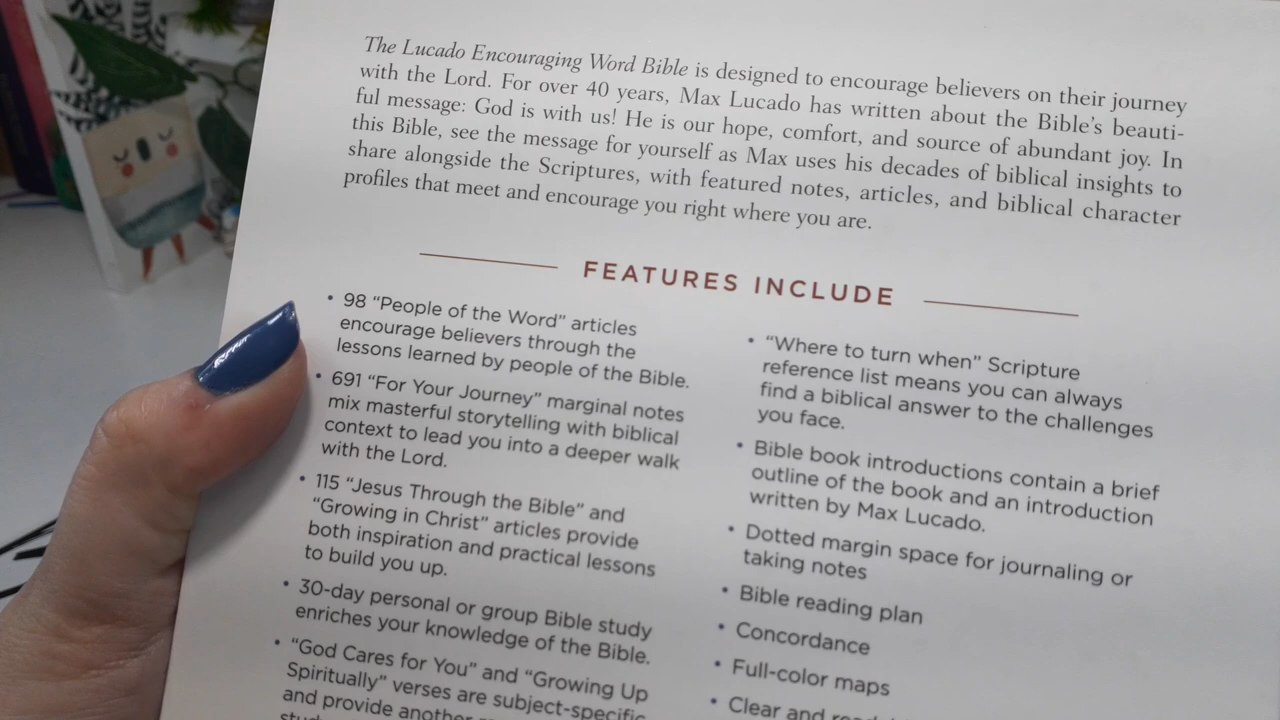 The Lucado Encouraging Word Bible is designed to encourage believers on their journey
with the Lord. For over 40 years, Max Lucado has written about the Bible's beauti-
ful message: God is with us! He is our hope, comfort, and source of abundant joy. In
this Bible, see the message for yourself as Max uses his decades of biblical insights to
share alongside the Scriptures, with featured notes, articles, and biblical character
profiles that meet and encourage you right where you are.
FEATURES INCLUDE
• 98 “People of the Word” articles
encourage believers through the
lessons learned by people of the Bible.
• 691 “For Your Journey” marginal notes
mix masterful storytelling with biblical
context to lead you into a deeper walk
with the Lord.
• 115 “Jesus Through the Bible” and
“Growing in Christ” articles provide
both inspiration and practical lessons
to build you up.
• 30-day personal or group Bible study
enriches your knowledge of the Bible.
• “God Cares for You” and “Growing Up
Spiritually” verses are subject-specific
and provide another
• “Where to turn when” Scripture
reference list means you can always
find a biblical answer to the challenges
you face.
• Bible book introductions contain a brief
outline of the book and an introduction
written by Max Lucado.
• Dotted margin space for journaling or
taking notes
• Bible reading plan
• Concordance
• Full-color maps
• Clear and